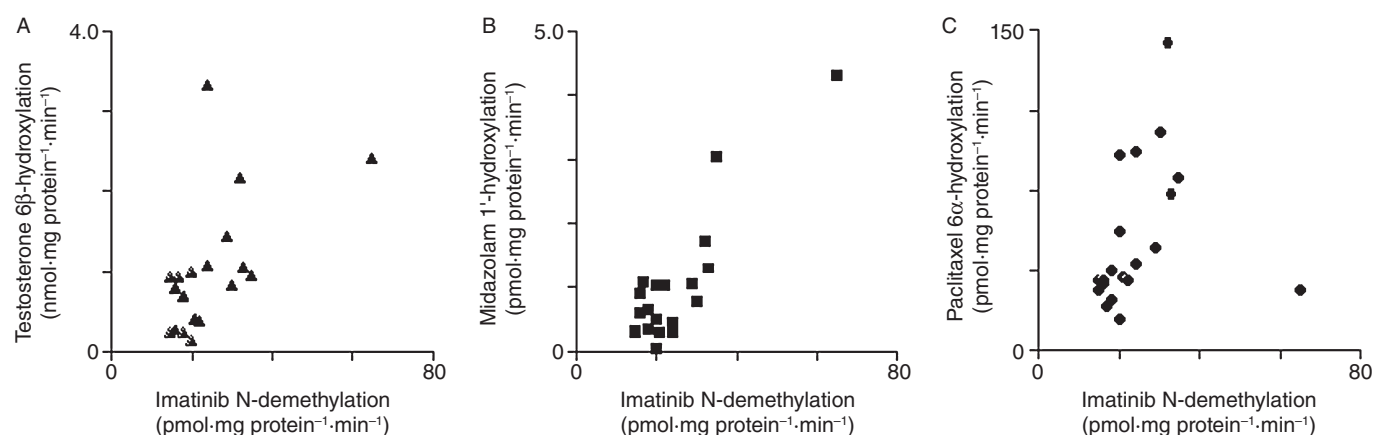 A
4.0
Testosterone 6β-hydroxylation
(nmol·mg protein⁻¹·min⁻¹)
0
0
80
Imatinib N-demethylation
(pmol·mg protein⁻¹·min⁻¹)
B
5.0
Midazolam 1'-hydroxylation
(pmol·mg protein⁻¹·min⁻¹)
0
0
80
Imatinib N-demethylation
(pmol·mg protein⁻¹·min⁻¹)
C
150
Paclitaxel 6α-hydroxylation
(pmol·mg protein⁻¹·min⁻¹)
0
0
80
Imatinib N-demethylation
(pmol·mg protein⁻¹·min⁻¹)